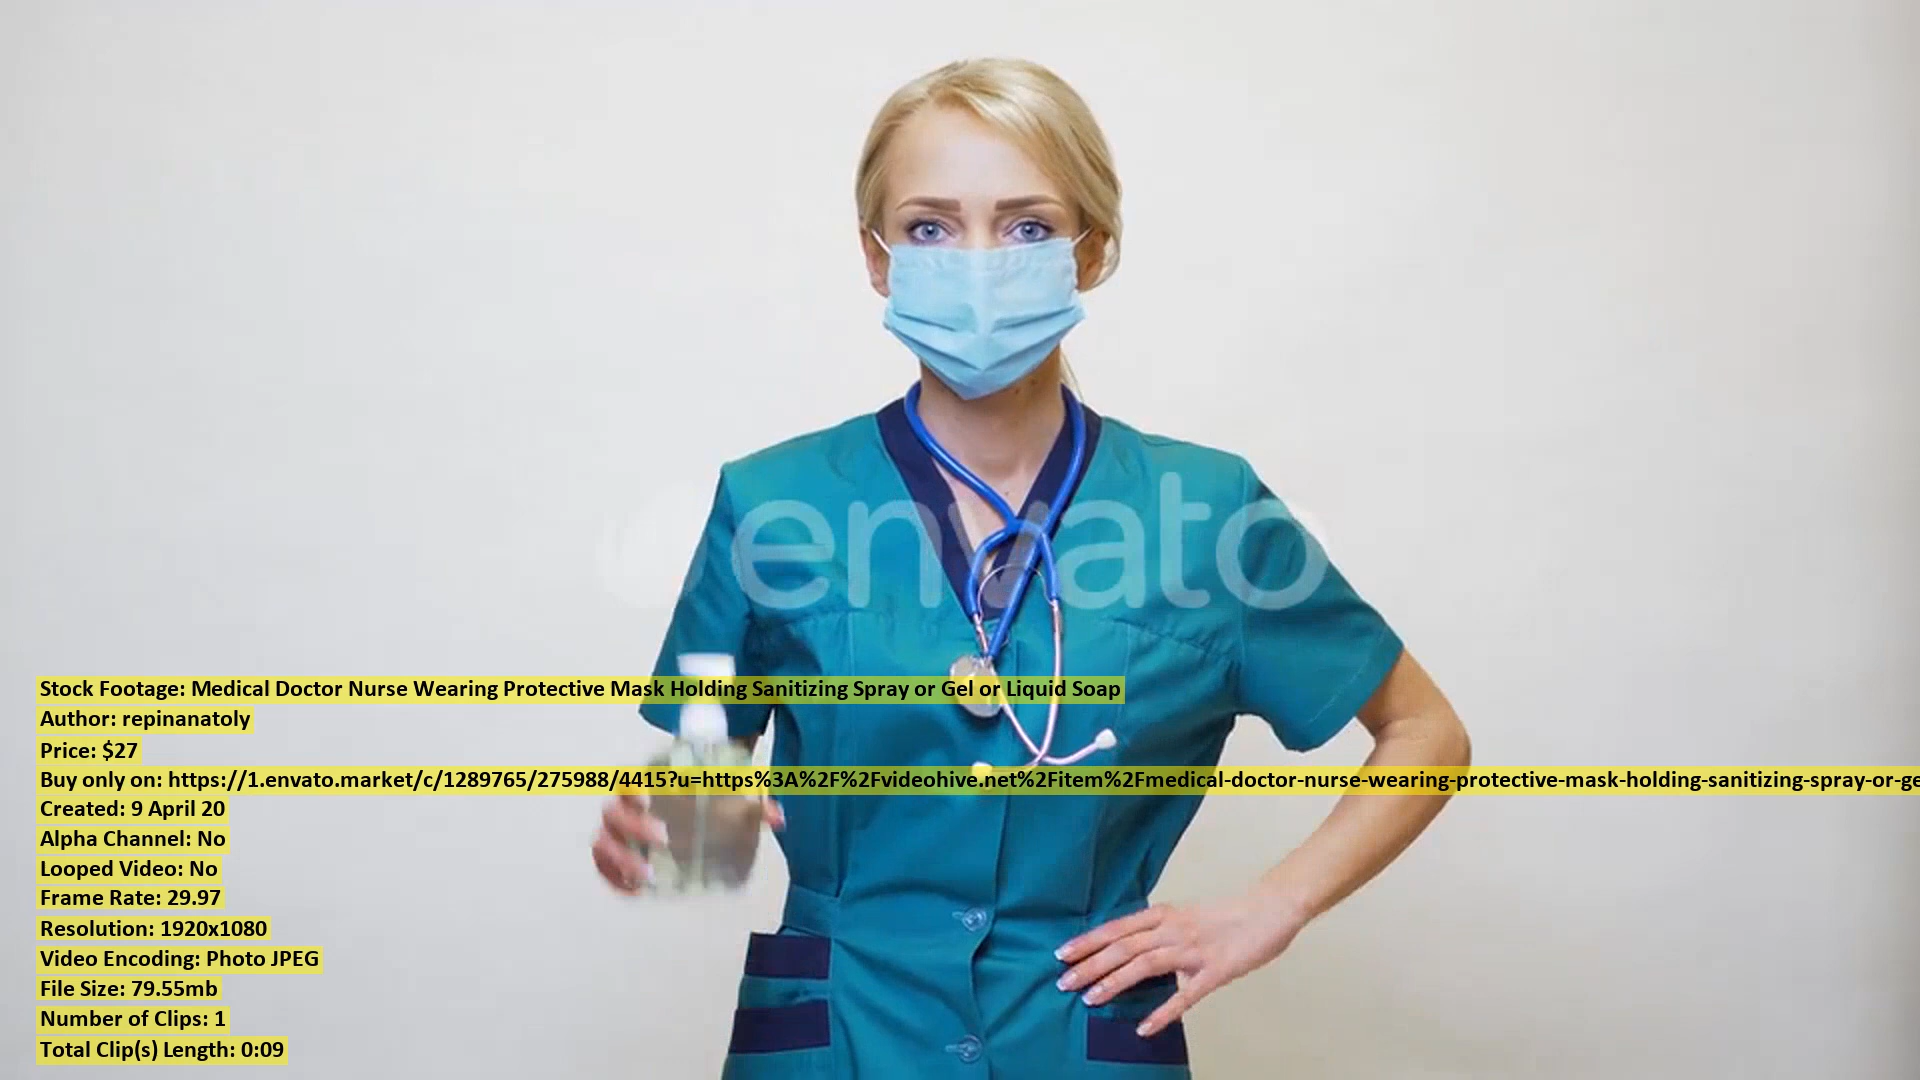 envato
Stock Footage: Medical Doctor Nurse Wearing Protective Mask Holding Sanitizing Spray or Gel or Liquid Soap
Author: repinanatoly
Price: $27
Buy only on: https://1.envato.market/c/1289765/275988/4415?u=https%3A%2F%2Fvideohive.net%2Fitem%2Fmedical-doctor-nurse-wearing-protective-mask-holding-sanitizing-spray-or-ge
Created: 9 April 20
Alpha Channel: No
Looped Video: No
Frame Rate: 29.97
Resolution: 1920x1080
Video Encoding: Photo JPEG
File Size: 79.55mb
Number of Clips: 1
Total Clip(s) Length: 0:09